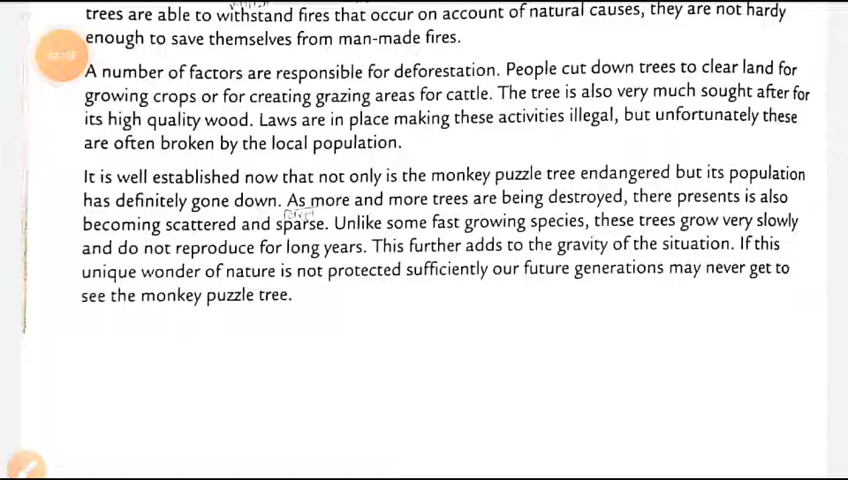 trees are able to withstand fires that occur on account of natural causes, they are not hardy
enough to save themselves from man-made fires.
A number of factors are responsible for deforestation. People cut down trees to clear land for
growing crops or for creating grazing areas for cattle. The tree is also very much sought after for
its high quality wood. Laws are in place making these activities illegal, but unfortunately these
are often broken by the local population.
It is well established now that not only is the monkey puzzle tree endangered but its population
has definitely gone down. As more and more trees are being destroyed, there presents is also
becoming scattered and sparse. Unlike some fast growing species, these trees grow very slowly
and do not reproduce for long years. This further adds to the gravity of the situation. If this
unique wonder of nature is not protected sufficiently our future generations may never get to
see the monkey puzzle tree.